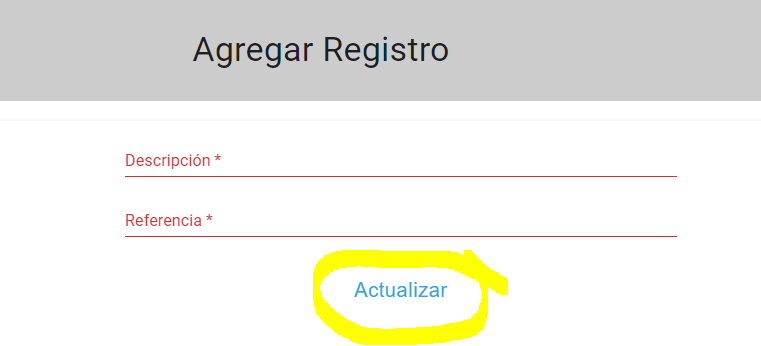 Agregar Registro
Descripción *
Referencia *
Actualizar